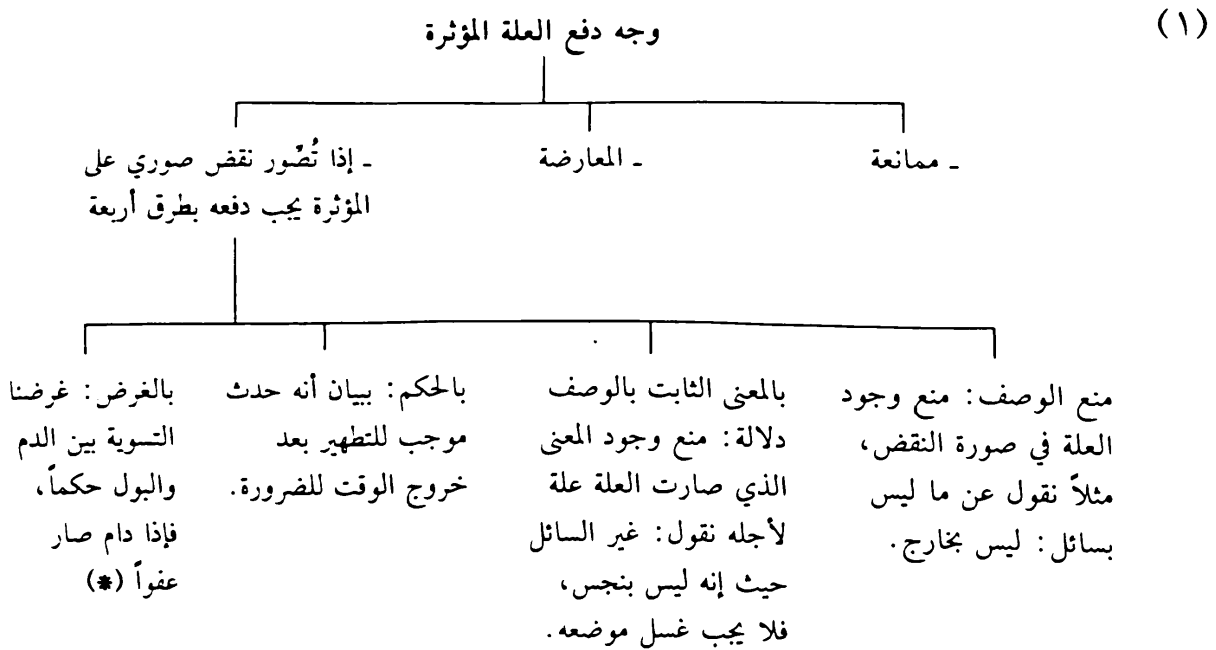 (١)
وجه دفع العلة المؤثرة
ـ ممانعة
ـ المعارضة
ـ إذا تُصُور نقض صوري على
المؤثرة يجب دفعه بطرق أربعة
منع الوصف: منع وجود
العلة في صورة النقض،
مثلاً نقول عن ما ليس
بسائل: ليس بخارج.
بالمعنى الثابت بالوصف
دلالة: منع وجود المعنى
الذي صارت العلة علة
لأجله نقول: غير السائل
حيث إنه ليس بنجس،
فلا يجب غسل موضعه.
بالحكم: ببيان أنه حدث
موجب للتطهير بعد
خروج الوقت للضرورة.
بالغرض: غرضنا
التسوية بين الدم
والبول حكماً،
فإذا دام صار
عفواً (*)